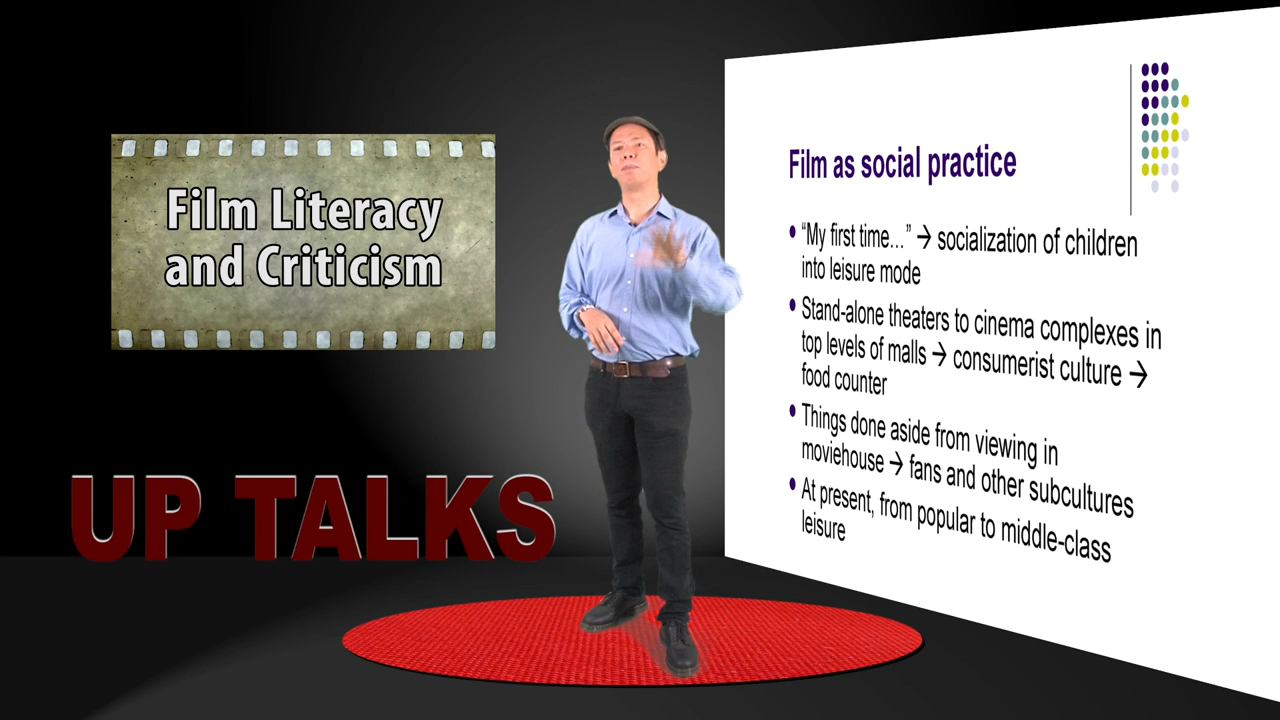 Film Literacy
and Criticism
UP TALKS
Film as social practice
• “My first time…” → socialization of children
into leisure mode
• Stand-alone theaters to cinema complexes in
top levels of malls → consumerist culture →
food counter
• Things done aside from viewing in
moviehouse → fans and other subcultures
• At present, from popular to middle-class
leisure